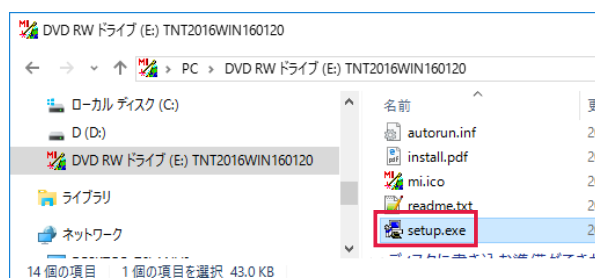 DVD RW ドライブ (E:) TNT2016WIN160120
PC > DVD RW ドライブ (E:) TNT2016WIN160120
ローカル ディスク (C:)
D (D:)
DVD RW ドライブ (E:) TNT2016WIN160120
ライブラリ
ネットワーク
名前
autorun.inf
install.pdf
mi.ico
readme.txt
setup.exe
14 個の項目 1 個の項目を選択 43.0 KB